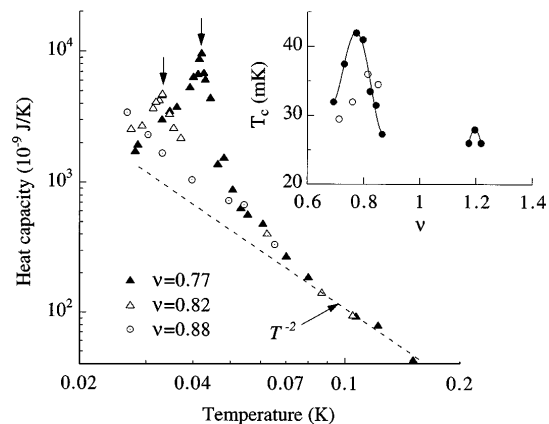 Heat capacity (10⁻⁹ J/K)
10⁴
10³
10²
0.02 0.04 0.07 0.1 0.2
Temperature (K)
▲ ν=0.77
△ ν=0.82
○ ν=0.88
T⁻²
T_c (mK)
40
30
20
0.6 0.8 1 1.2 1.4
ν